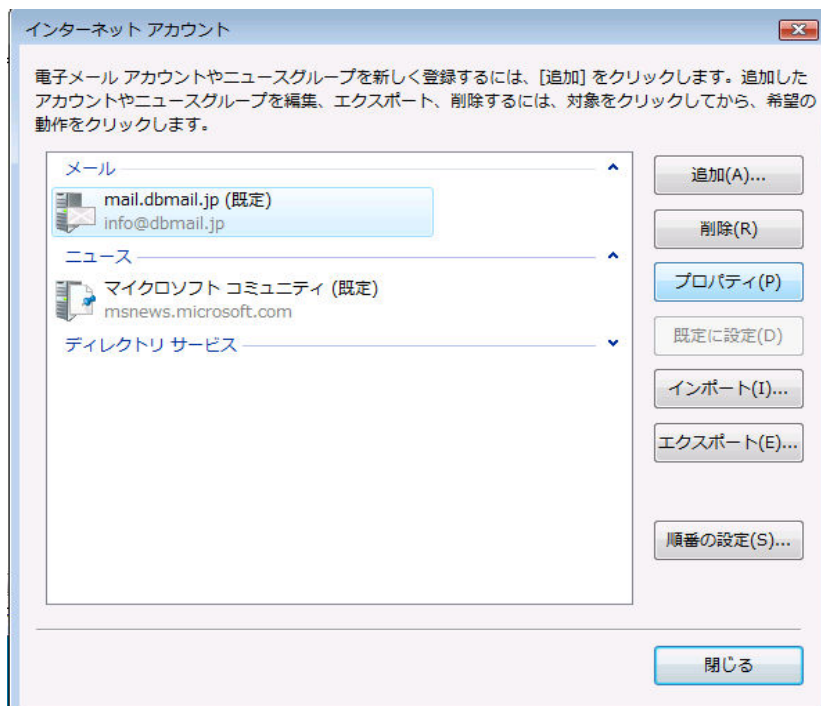 インターネット アカウント
電子メール アカウントやニュースグループを新しく登録するには、[追加] をクリックします。追加した
アカウントやニュースグループを編集、エクスポート、削除するには、対象をクリックしてから、希望の
動作をクリックします。
メール
mail.dbmail.jp (既定)
info@dbmail.jp
ニュース
マイクロソフト コミュニティ (既定)
msnews.microsoft.com
ディレクトリ サービス
追加(A)...
削除(R)
プロパティ(P)
既定に設定(D)
インポート(I)...
エクスポート(E)...
順番の設定(S)...
閉じる